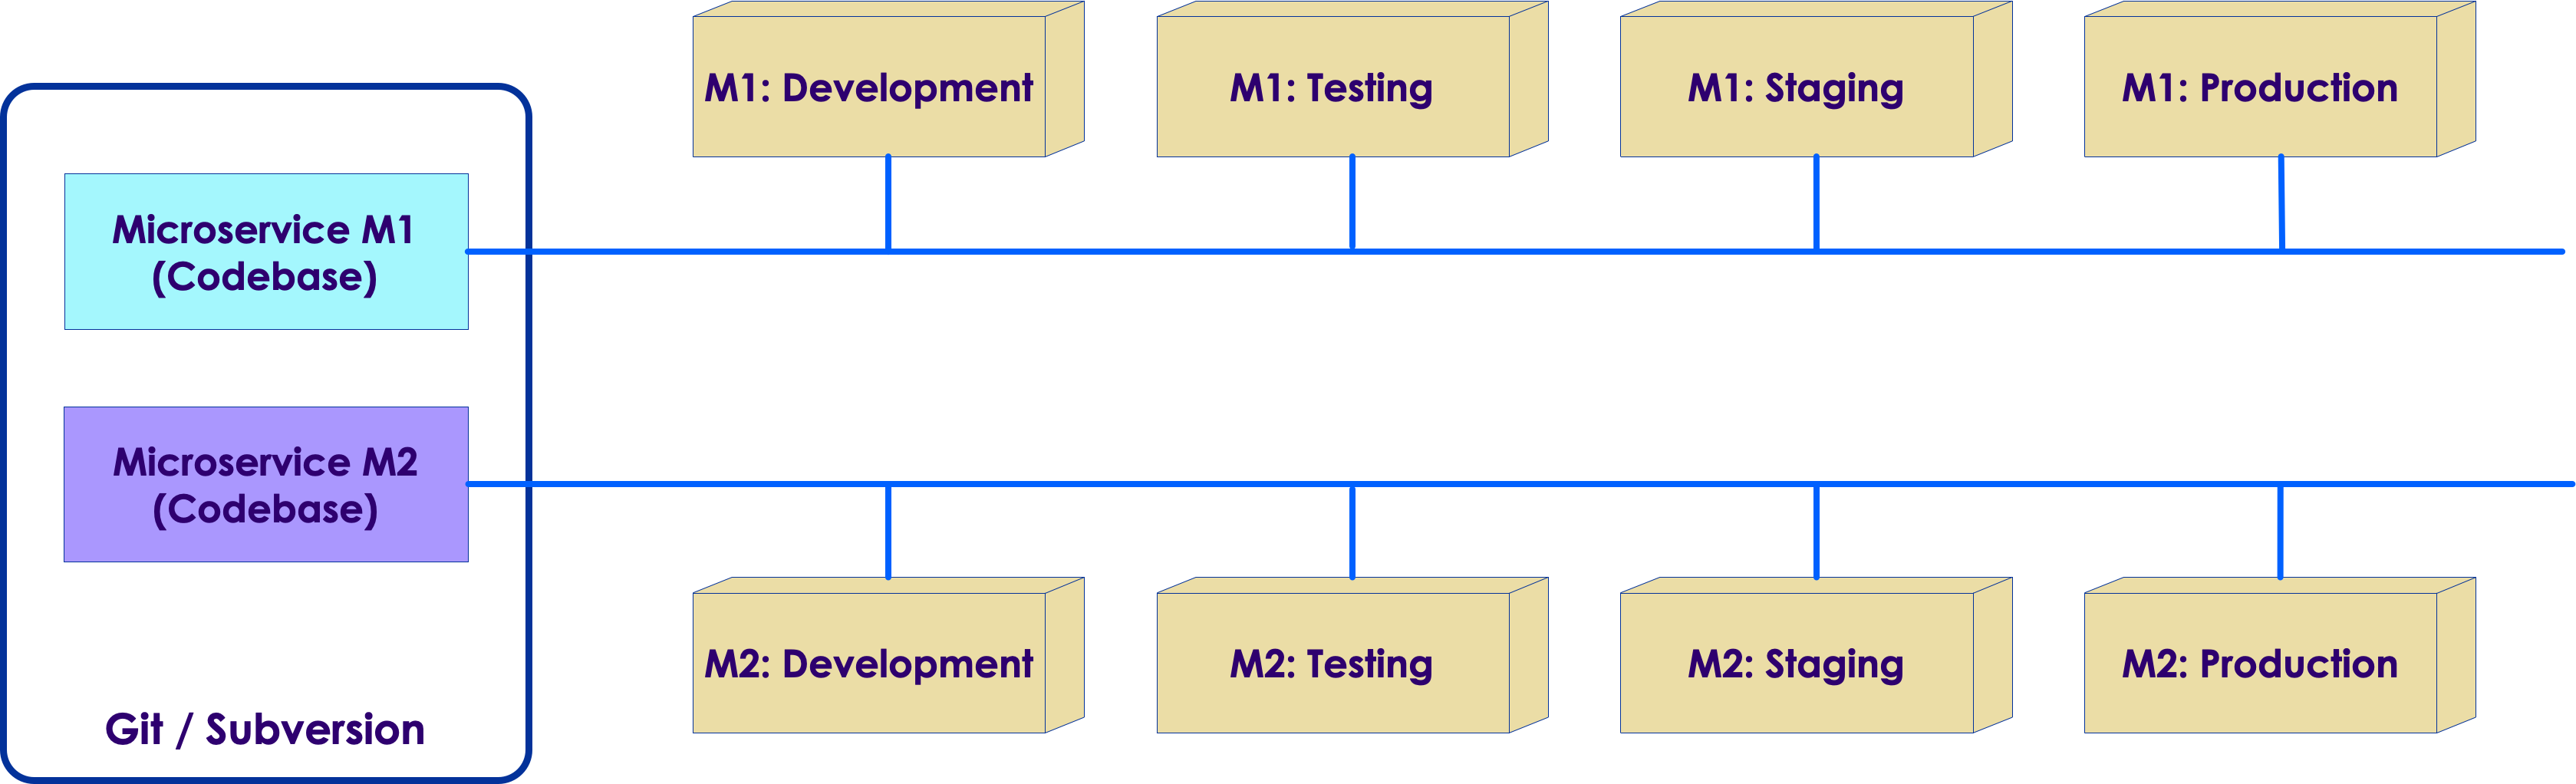 M1: Development
M1: Testing
M1: Staging
M1: Production
Microservice M1
(Codebase)
Microservice M2
(Codebase)
M2: Development
M2: Testing
M2: Staging
M2: Production
Git / Subversion